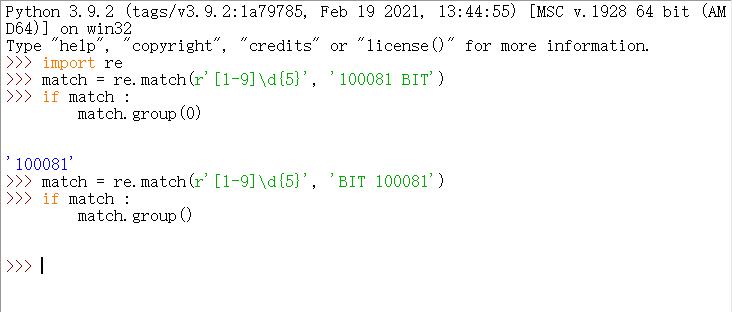 Python 3.9.2 (tags/v3.9.2:1a79785, Feb 19 2021, 13:44:55) [MSC v.1928 64 bit (AM
D64)] on win32
Type "help", "copyright", "credits" or "license()" for more information.
>>> import re
>>> match = re.match(r'[1-9]\d{5}', '100081 BIT')
>>> if match :
        match.group(0)
'100081'
>>> match = re.match(r'[1-9]\d{5}', 'BIT 100081')
>>> if match :
        match.group()
>>>